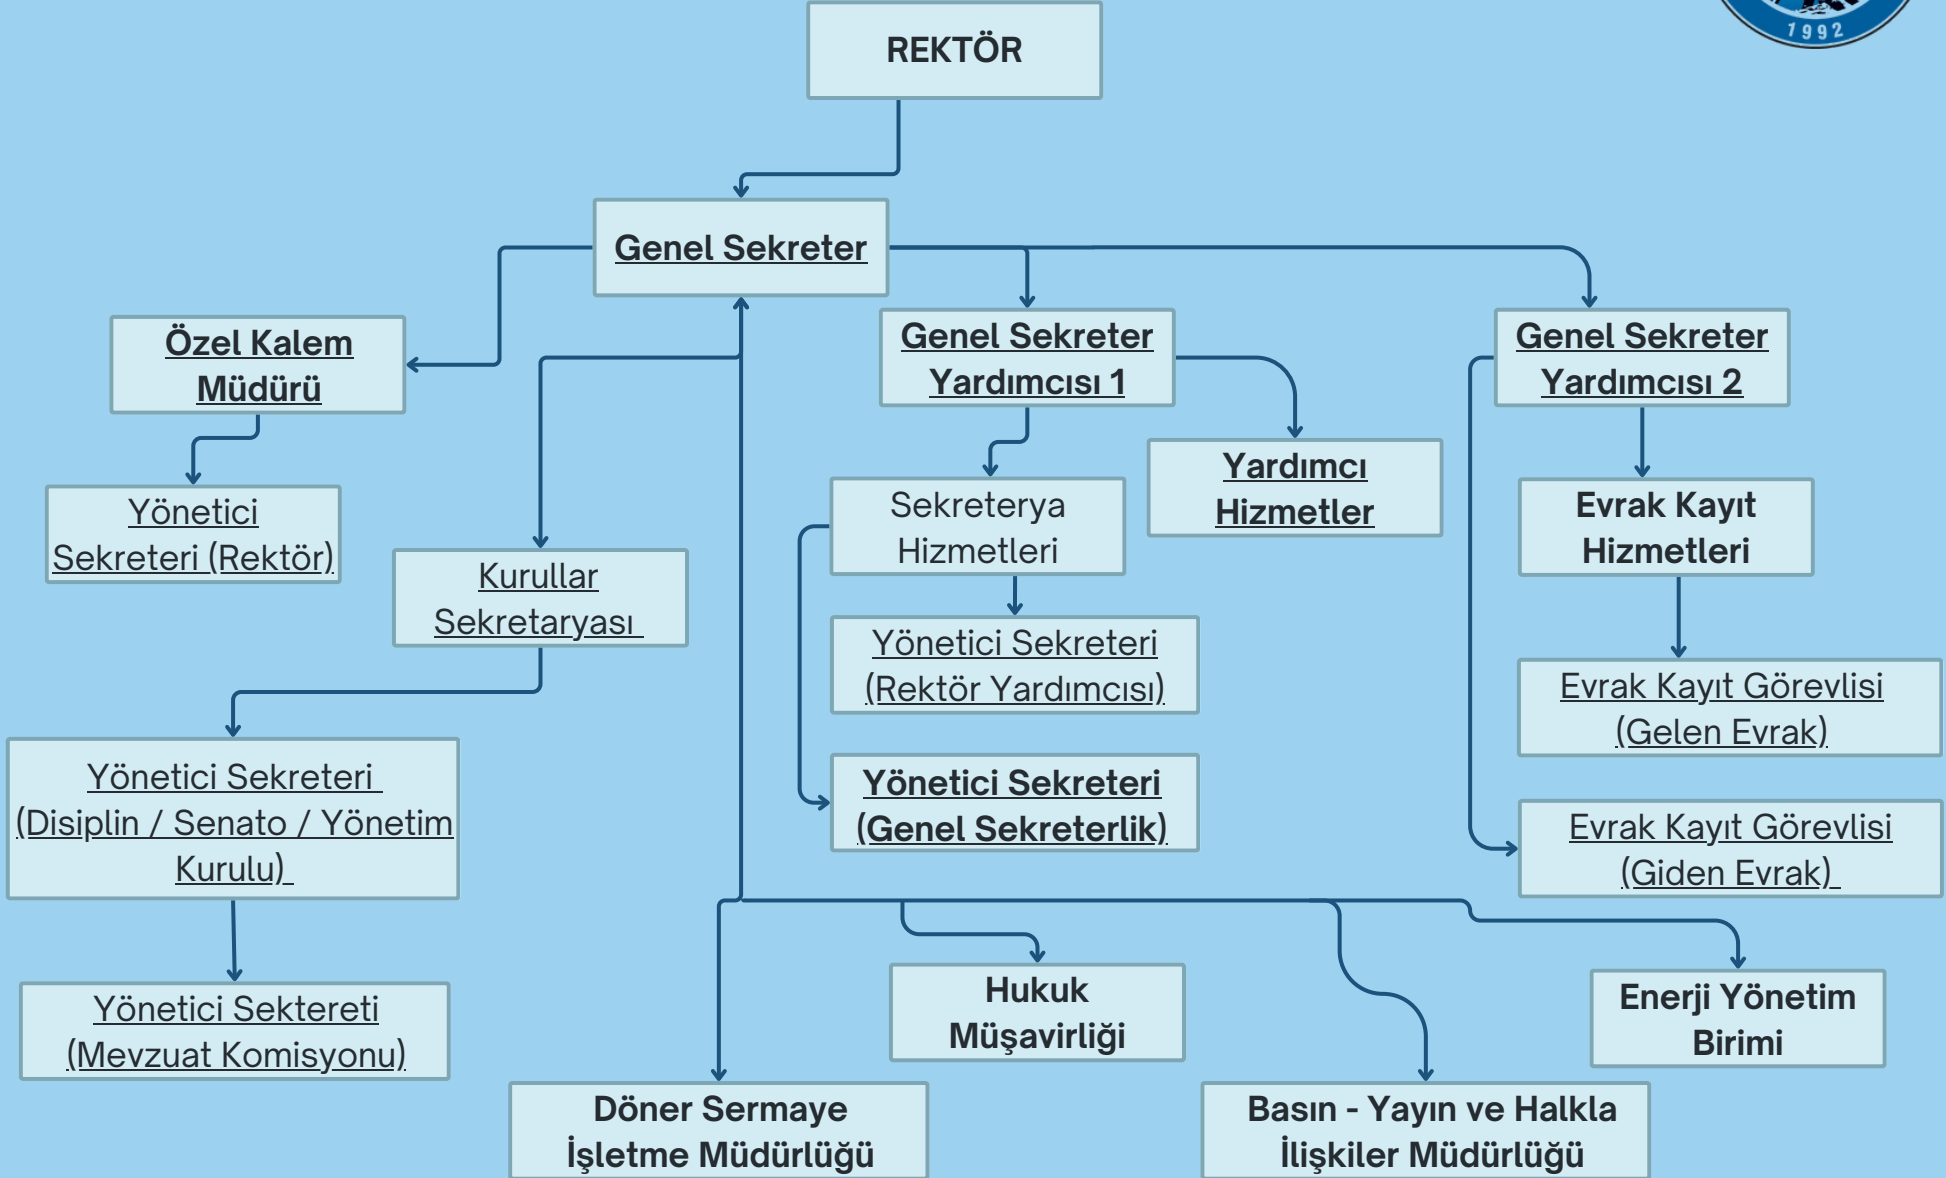 1992
REKTÖR
Genel Sekreter
Özel Kalem
Müdürü
Genel Sekreter
Yardımcısı 1
Genel Sekreter
Yardımcısı 2
Yönetici
Sekreteri (Rektör)
Kurullar
Sekretaryası
Sekreterya
Hizmetleri
Yardımcı
Hizmetler
Evrak Kayıt
Hizmetleri
Yönetici Sekreteri
(Rektör Yardımcısı)
Evrak Kayıt Görevlisi
(Gelen Evrak)
Yönetici Sekreteri
(Disiplin / Senato / Yönetim
Kurulu)
Yönetici Sekreteri
(Genel Sekreterlik)
Evrak Kayıt Görevlisi
(Giden Evrak)
Yönetici Sektereti
(Mevzuat Komisyonu)
Hukuk
Müşavirliği
Enerji Yönetim
Birimi
Döner Sermaye
İşletme Müdürlüğü
Basın - Yayın ve Halkla
İlişkiler Müdürlüğü